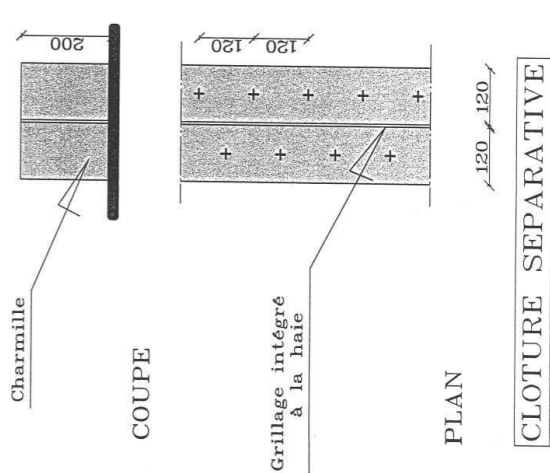 Charmille
200
COUPE
Grillage intégré
à la haie
120
120
PLAN
120
120
CLOTURE SEPARATIVE